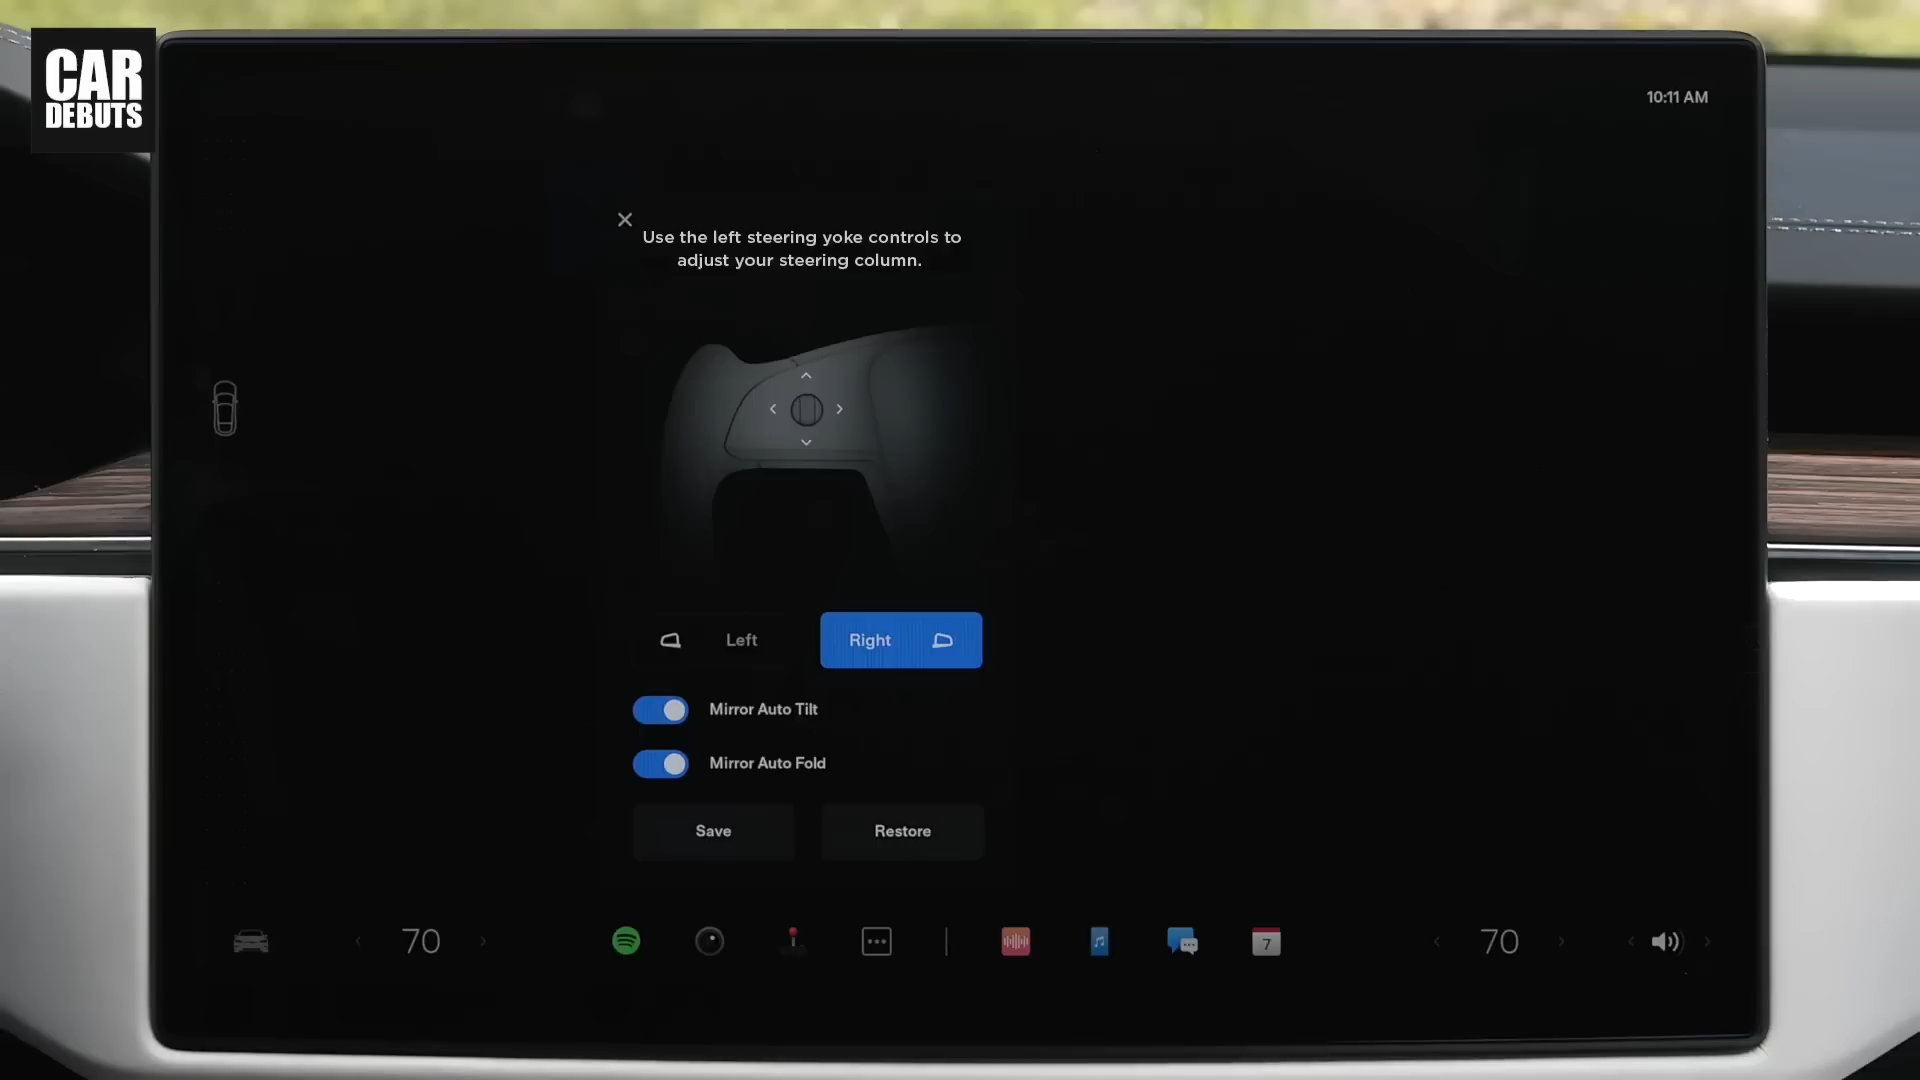 CAR
DEBUTS
10:11 AM
Use the left steering yoke controls to
adjust your steering column.
Left
Right
Mirror Auto Tilt
Mirror Auto Fold
Save
Restore
70
7
70